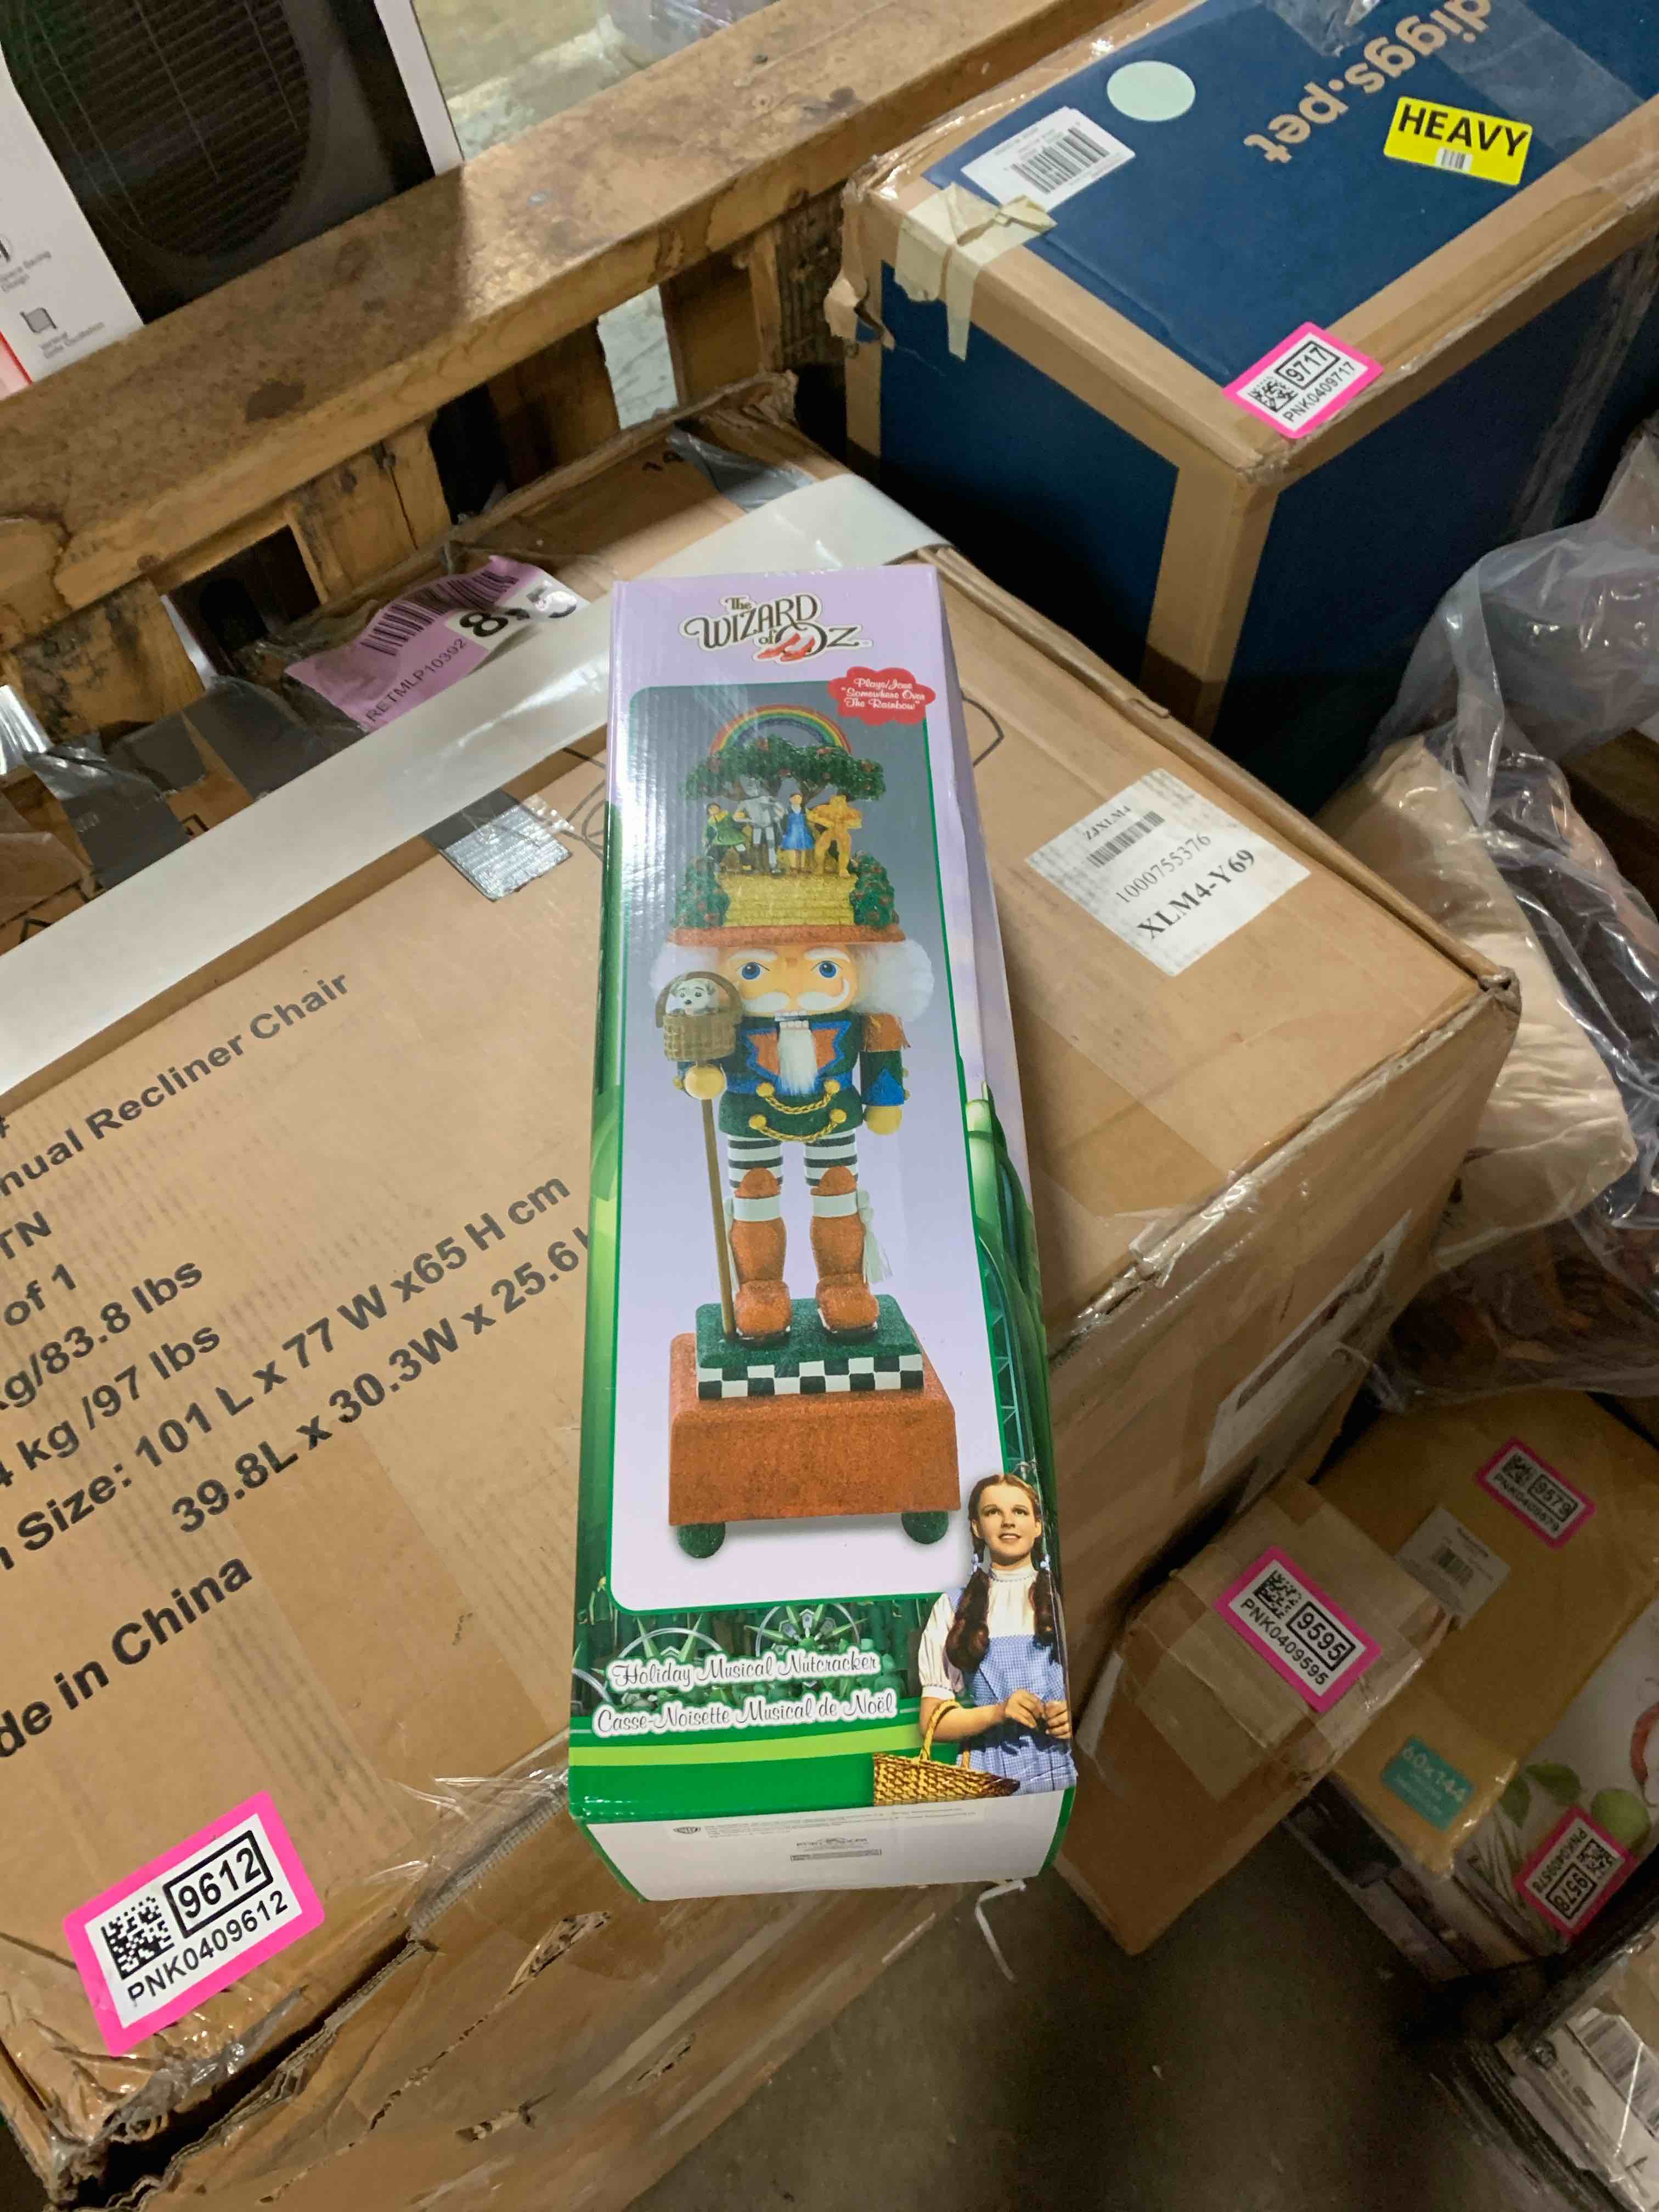 diggs.pet
HEAVY
9717
PNK0409717
RETMLP10392
The
WIZARD
of OZ
Plays/Joue
"Somewhere Over
The Rainbow"
ZJXLM4
1000755376
XLM4-Y69
nual Recliner Chair
TN
of 1
kg/83.8 lbs
kg /97 lbs
Size: 101 L x 77 W x65 H cm
39.8L x 30.3W x 25.6
de in China
Holiday Musical Nutcracker
Casse-Noisette Musical de Noël
9612
PNK0409612
9579
PNK0409579
9595
PNK0409595
60x144
9578
PNK0409578